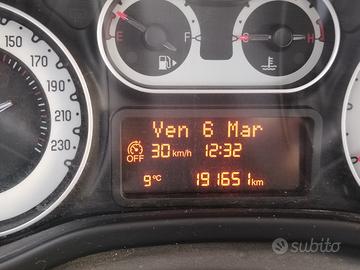 150
170
190
210
230
E F
C H
Ven 6 Mar
OFF 30 km/h 12:32
9°C 191651 km
subito